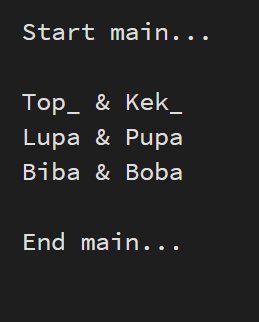 Start main...
Top_ & Kek_
Lupa & Pupa
Biba & Boba
End main...